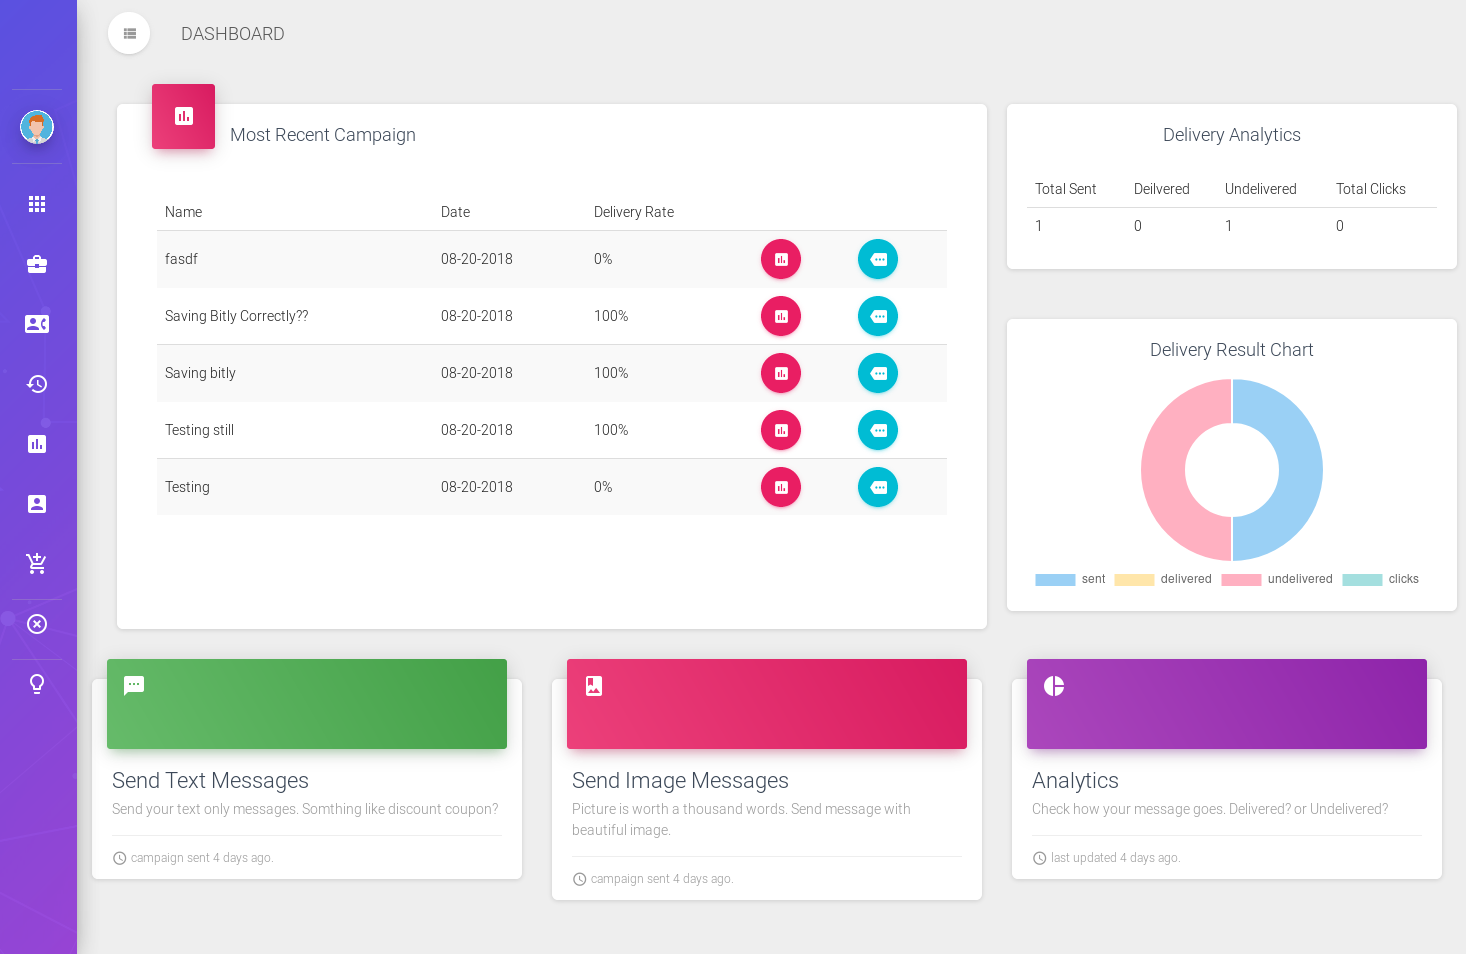 DASHBOARD
Most Recent Campaign
Name Date Delivery Rate
fasdf 08-20-2018 0%
Saving Bitly Correctly?? 08-20-2018 100%
Saving bitly 08-20-2018 100%
Testing still 08-20-2018 100%
Testing 08-20-2018 0%
Delivery Analytics
Total Sent Deilvered Undelivered Total Clicks
1 0 1 0
Delivery Result Chart
sent delivered undelivered clicks
Send Text Messages
Send your text only messages. Somthing like discount coupon?
campaign sent 4 days ago.
Send Image Messages
Picture is worth a thousand words. Send message with
beautiful image.
campaign sent 4 days ago.
Analytics
Check how your message goes. Delivered? or Undelivered?
last updated 4 days ago.